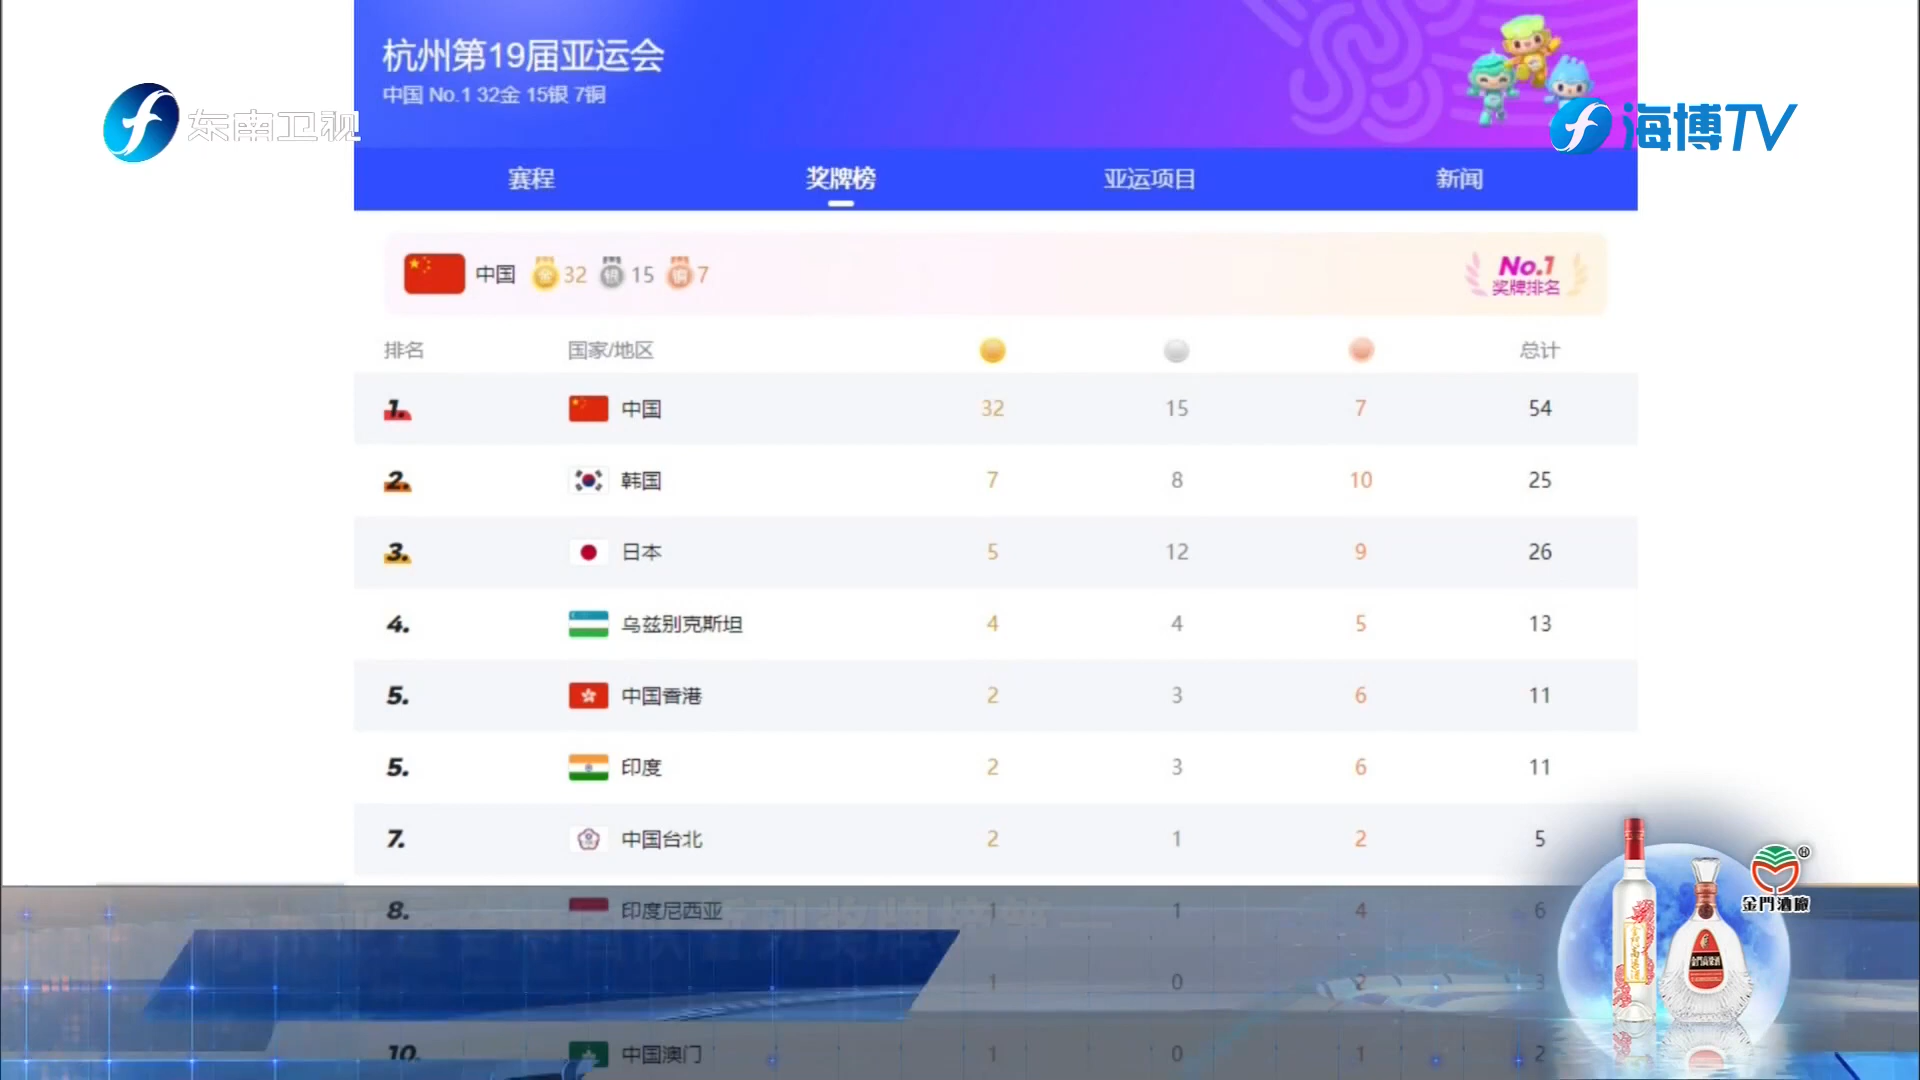 杭州第19届亚运会
中国 No.1 32金 15银 7铜
东南卫视
海博TV
赛程 奖牌榜 亚运项目 新闻
中国 金 32 银 15 铜 7
No.1
奖牌排名
排名 国家/地区 总计
1. 中国 32 15 7 54
2. 韩国 7 8 10 25
3. 日本 5 12 9 26
4. 乌兹别克斯坦 4 4 5 13
5. 中国香港 2 3 6 11
5. 印度 2 3 6 11
7. 中国台北 2 1 2 5
8. 印度尼西亚 1 1 4 6
1 0 2 3
10. 中国澳门 1 0 1 2
金門酒廠